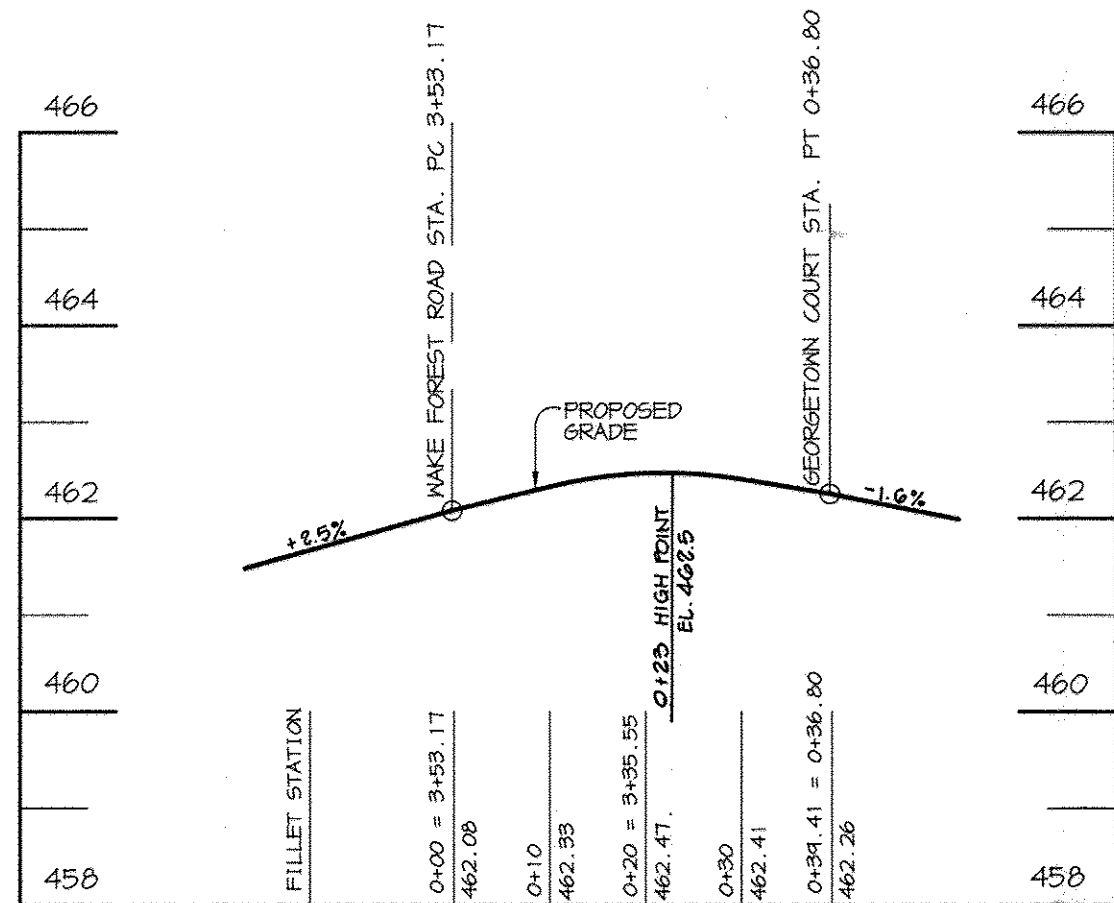 466
464
462
460
458
466
464
462
460
458
WAKE FOREST ROAD STA. PC 3+53.17
GEORGETOWN COURT STA. PT 0+36.80
PROPOSED
GRADE
+2.5%
-1.6%
0+23 HIGH POINT
EL. 462.5
FILLET STATION
0+00 = 3+53.17
462.08
0+10
462.33
0+20 = 3+35.55
462.47.
0+30
462.41
0+39.41 = 0+36.80
462.26